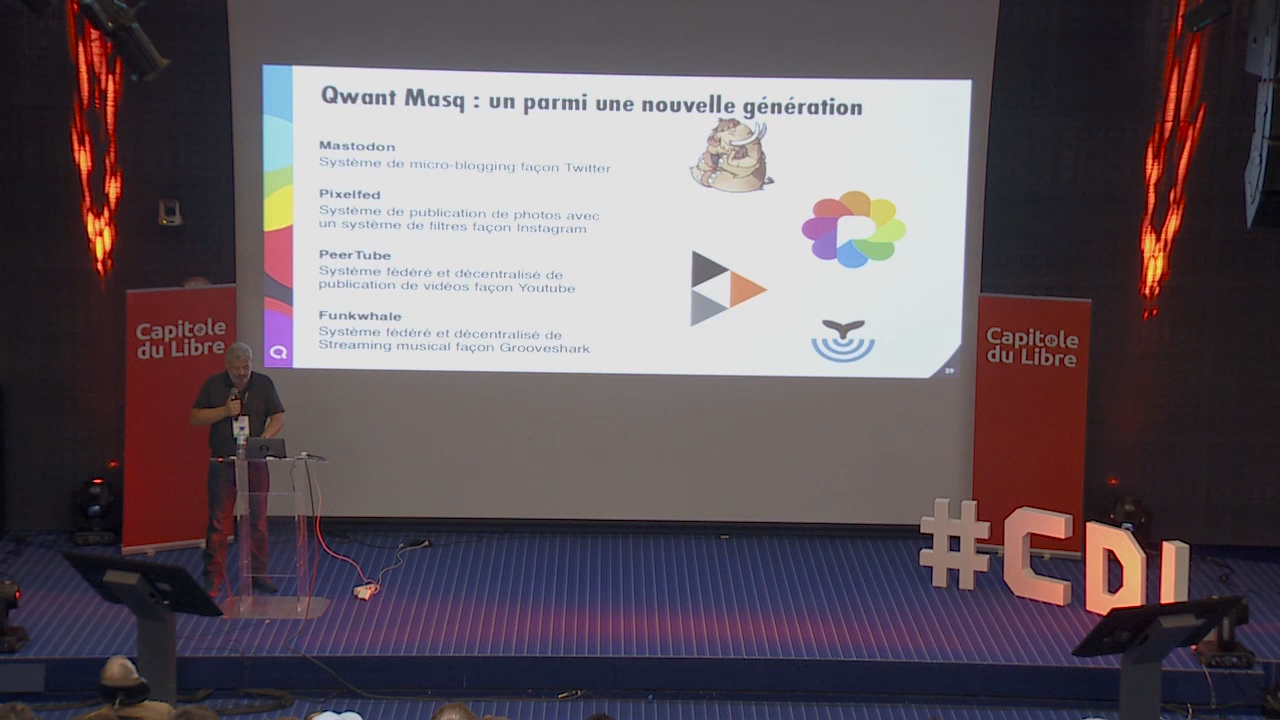 Qwant Masq : un parmi une nouvelle génération
Mastodon
Système de micro-blogging façon Twitter
Pixelfed
Système de publication de photos avec
un système de filtres façon Instagram
PeerTube
Système fédéré et décentralisé de
publication de vidéos façon Youtube
Funkwhale
Système fédéré et décentralisé de
Streaming musical façon Grooveshark
29
Capitole
du Libre
Capitole
du Libre
#CDL